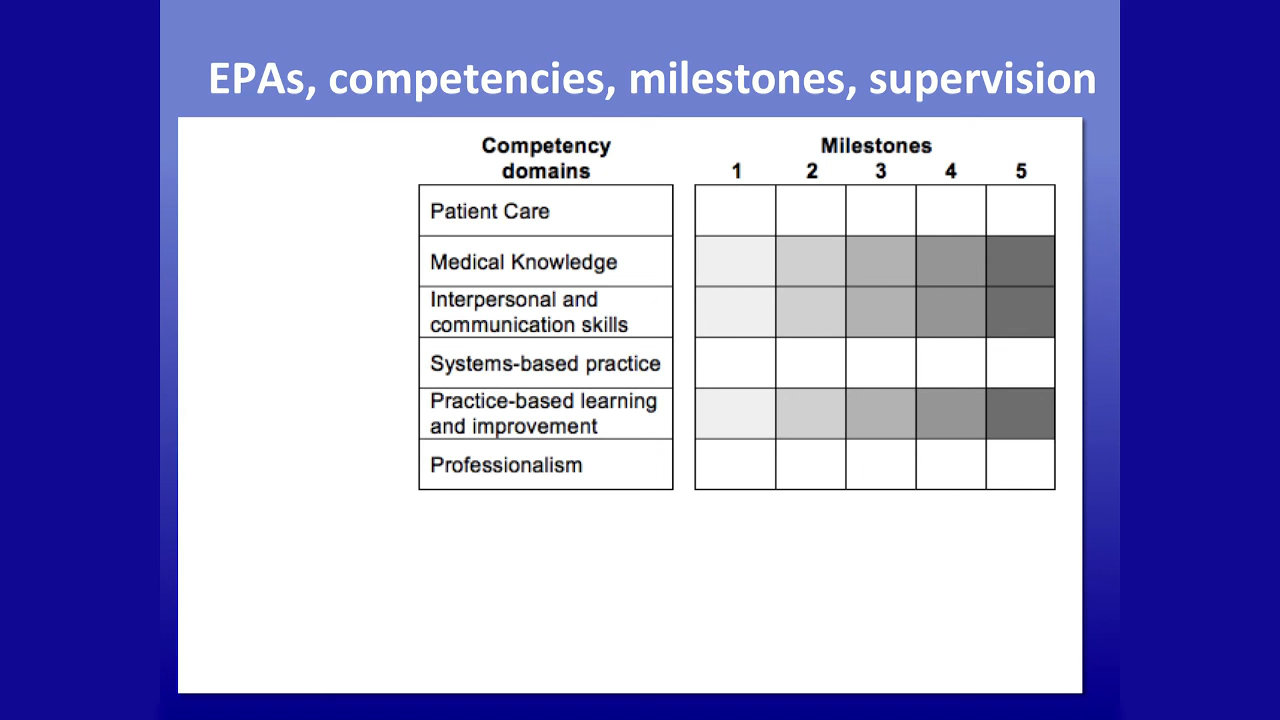 EPAs, competencies, milestones, supervision
Competency
domains
Milestones
1 2 3 4 5
Patient Care
Medical Knowledge
Interpersonal and
communication skills
Systems-based practice
Practice-based learning
and improvement
Professionalism